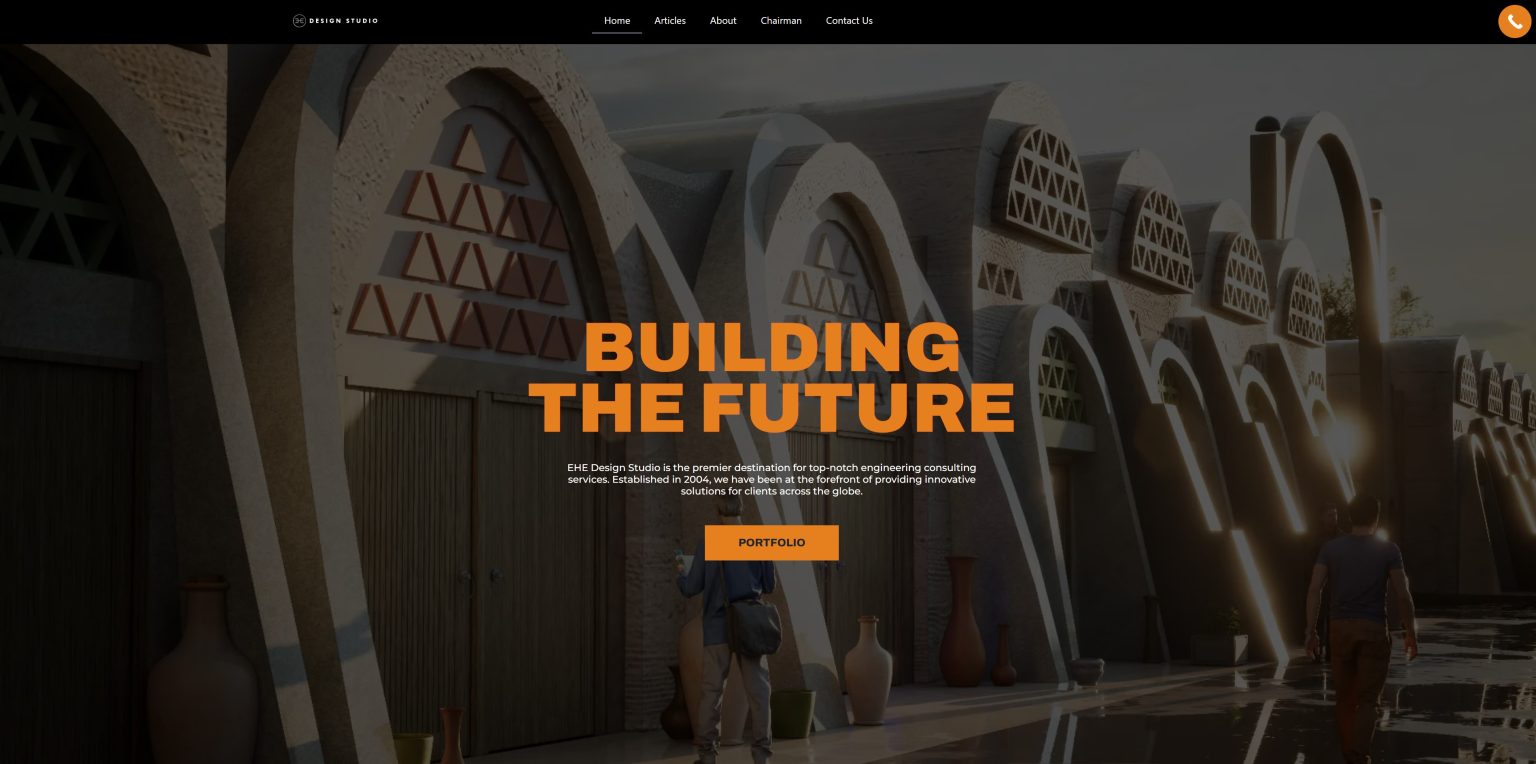 DESIGN STUDIO
Home Articles About Chairman Contact Us
BUILDING
THE FUTURE
EHE Design Studio is the premier destination for top-notch engineering consulting
services. Established in 2004, we have been at the forefront of providing innovative
solutions for clients across the globe.
PORTFOLIO